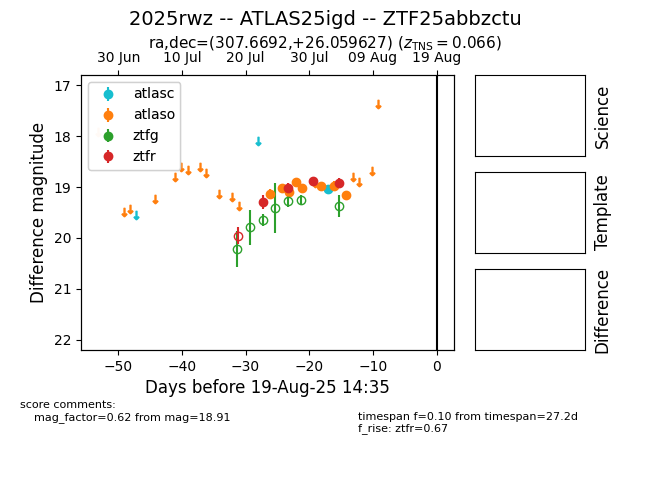 2025rwz -- ATLAS25igd -- ZTF25abbzctu
ra,dec=(307.6692,+26.059627) (zTNS = 0.066)
30 Jun 10 Jul 20 Jul 30 Jul 09 Aug 19 Aug
atlasc
atlaso
ztfg
ztfr
17
18
19
20
21
22
Difference magnitude
−50 −40 −30 −20 −10 0
Days before 19-Aug-25 14:35
Science
Template
Difference
score comments:
mag_factor=0.62 from mag=18.91
timespan f=0.10 from timespan=27.2d
f_rise: ztfr=0.67